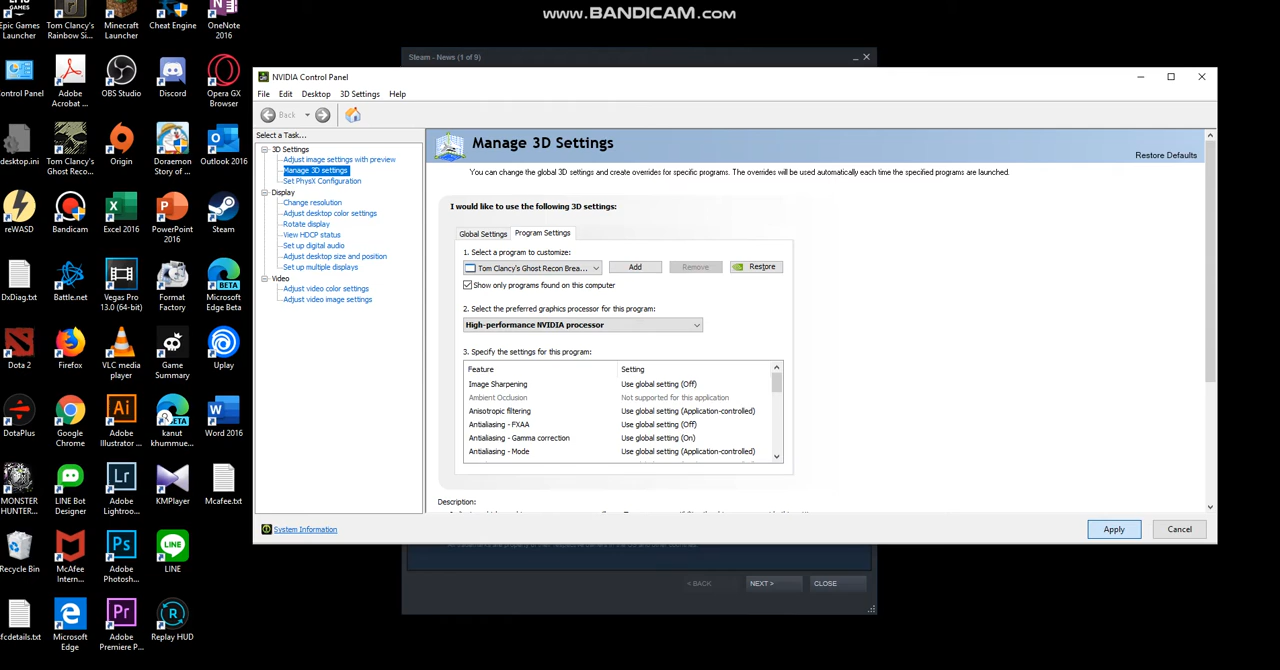 www.BANDICAM.com
Epic Games
Launcher
Tom Clancy's
Rainbow Si...
Minecraft
Launcher
Cheat Engine
OneNote
2016
Control Panel
Adobe
Acrobat ...
OBS Studio
Discord
Opera GX
Browser
desktop.ini
Tom Clancy's
Ghost Reco...
Origin
Doraemon
Story of ...
Outlook 2016
reWASD
Bandicam
Excel 2016
PowerPoint
2016
Steam
DxDiag.txt
Battle.net
Vegas Pro
13.0 (64-bit)
Format
Factory
Microsoft
Edge Beta
Dota 2
Firefox
VLC media
player
Game
Summary
Uplay
DotaPlus
Google
Chrome
Adobe
Illustrator ...
kanut
khummue...
Word 2016
MONSTER
HUNTER...
LINE Bot
Designer
Adobe
Lightroo...
KMPlayer
Mcafee.txt
Recycle Bin
McAfee
Intern...
Adobe
Photosh...
LINE
sfcdetails.txt
Microsoft
Edge
Adobe
Premiere P...
Replay HUD
Steam - News (1 of 9)
NVIDIA Control Panel
File Edit Desktop 3D Settings Help
Back
Select a Task...
3D Settings
Adjust image settings with preview
Manage 3D settings
Set PhysX Configuration
Display
Change resolution
Adjust desktop color settings
Rotate display
View HDCP status
Set up digital audio
Adjust desktop size and position
Set up multiple displays
Video
Adjust video color settings
Adjust video image settings
System Information
Manage 3D Settings
Restore Defaults
You can change the global 3D settings and create overrides for specific programs. The overrides will be used automatically each time the specified programs are launched.
I would like to use the following 3D settings:
Global Settings Program Settings
1. Select a program to customize:
Tom Clancy's Ghost Recon Brea... Add Remove Restore
Show only programs found on this computer
2. Select the preferred graphics processor for this program:
High-performance NVIDIA processor
3. Specify the settings for this program:
Feature Setting
Image Sharpening Use global setting (Off)
Ambient Occlusion Not supported for this application
Anisotropic filtering Use global setting (Application-controlled)
Antialiasing - FXAA Use global setting (Off)
Antialiasing - Gamma correction Use global setting (On)
Antialiasing - Mode Use global setting (Application-controlled)
Description:
Apply Cancel
< BACK NEXT > CLOSE